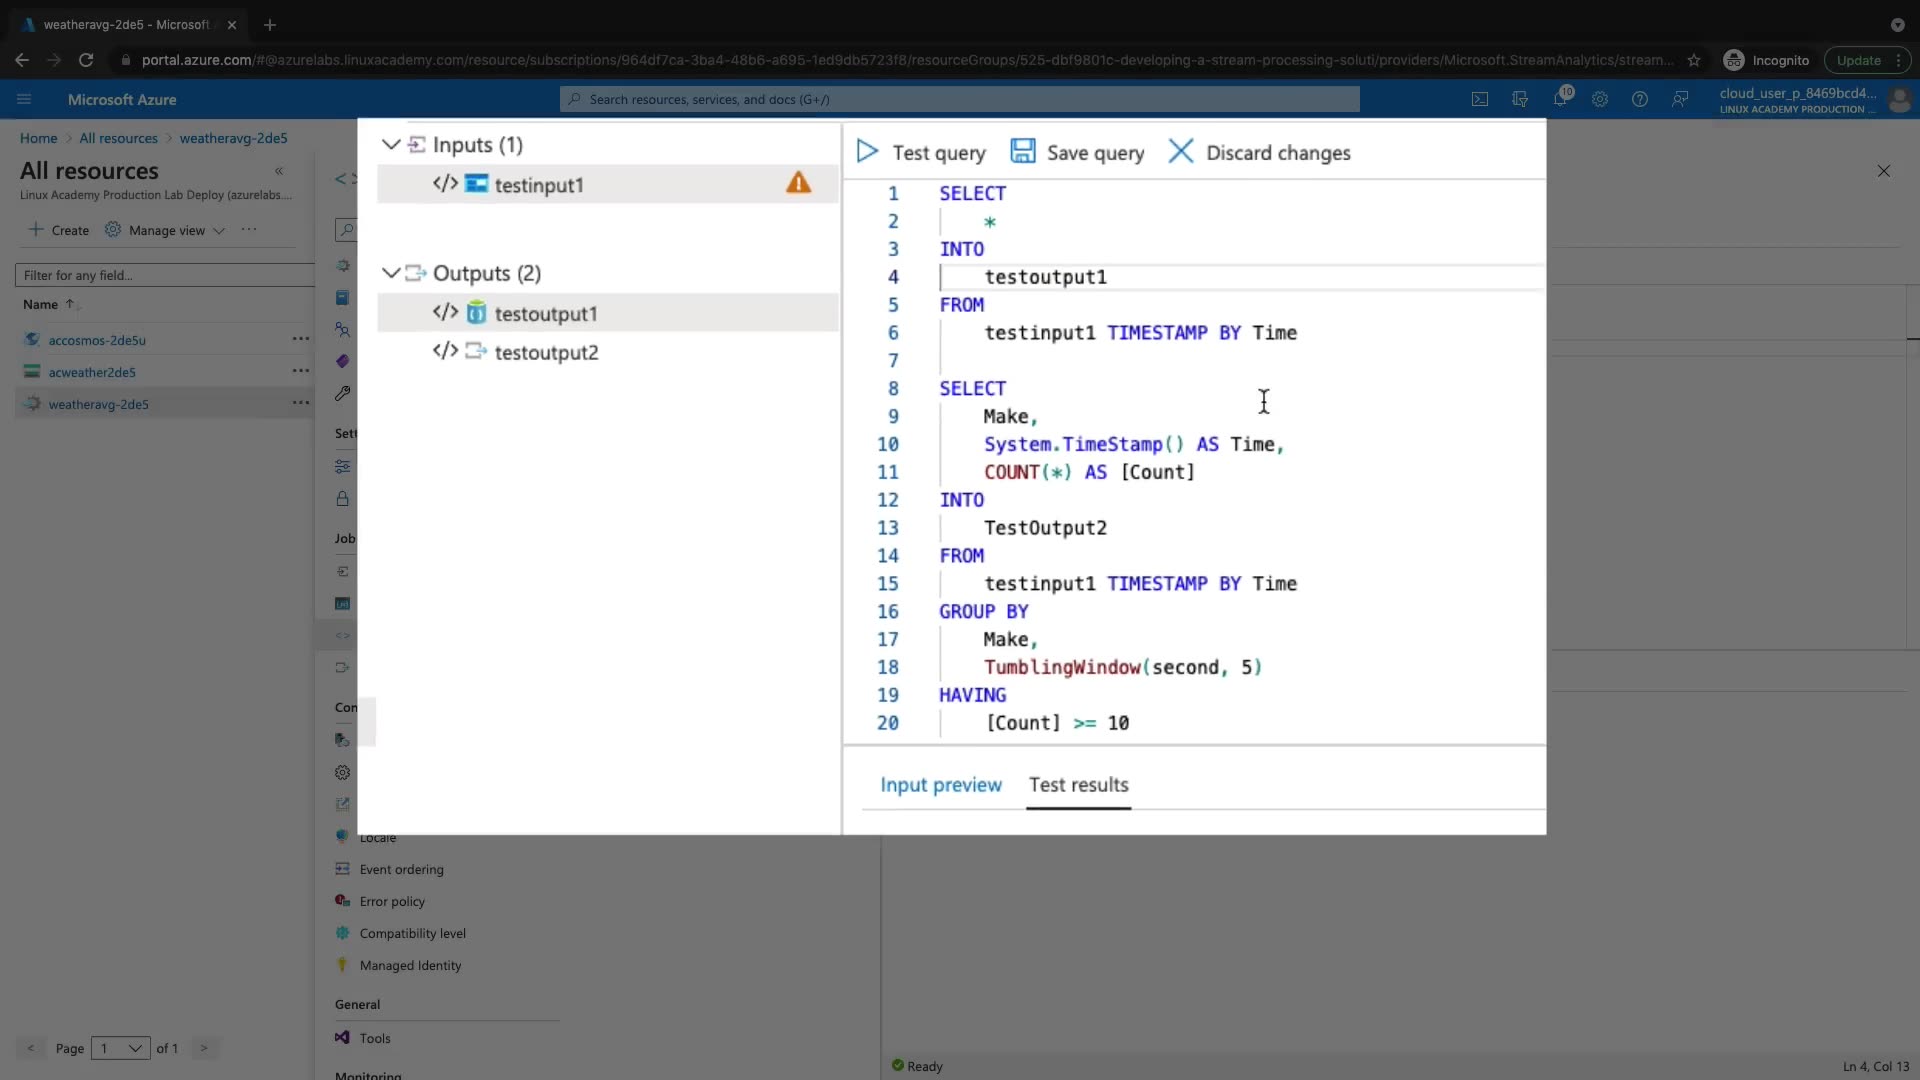 weatheravg-2de5 - Microsoft
portal.azure.com/#@azurelabs.linuxacademy.com/resource/subscriptions/964df7ca-3ba4-48b6-a695-1ed9db5723f8/resourceGroups/525-dbf9801c-developing-a-stream-processing-soluti/providers/Microsoft.StreamAnalytics/stream...
Incognito
Update
Microsoft Azure
Search resources, services, and docs (G+/)
10
cloud_user_p_8469bcd4...
LINUX ACADEMY PRODUCTION ...
Home > All resources > weatheravg-2de5
All resources
Linux Academy Production Lab Deploy (azurelabs....
Create
Manage view
Filter for any field...
Name
accosmos-2de5u
acweather2de5
weatheravg-2de5
Page 1 of 1
Sett
Job
Con
Locale
Event ordering
Error policy
Compatibility level
Managed Identity
General
Tools
Monitoring
Inputs (1)
</> testinput1
Outputs (2)
</> testoutput1
</> testoutput2
Test query
Save query
Discard changes
1 SELECT
2 *
3 INTO
4 testoutput1
5 FROM
6 testinput1 TIMESTAMP BY Time
7
8 SELECT
9 Make,
10 System.TimeStamp() AS Time,
11 COUNT(*) AS [Count]
12 INTO
13 TestOutput2
14 FROM
15 testinput1 TIMESTAMP BY Time
16 GROUP BY
17 Make,
18 TumblingWindow(second, 5)
19 HAVING
20 [Count] >= 10
Input preview
Test results
Ready
Ln 4, Col 13